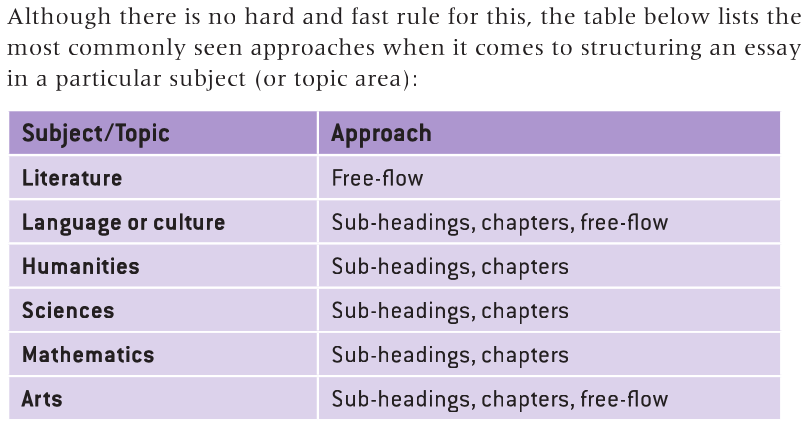 Although there is no hard and fast rule for this, the table below lists the
most commonly seen approaches when it comes to structuring an essay
in a particular subject (or topic area):
Subject/Topic Approach
Literature Free-flow
Language or culture Sub-headings, chapters, free-flow
Humanities Sub-headings, chapters
Sciences Sub-headings, chapters
Mathematics Sub-headings, chapters
Arts Sub-headings, chapters, free-flow